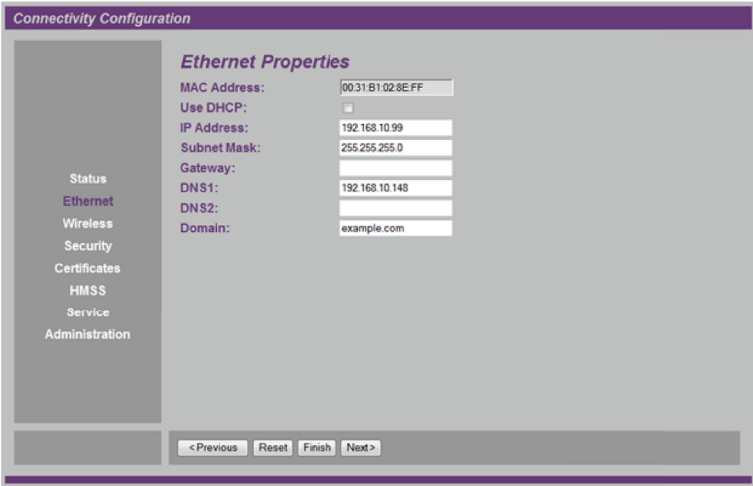 Connectivity Configuration
Ethernet Properties
MAC Address: 00:31:B1:02:8E:FF
Use DHCP:
IP Address: 192.168.10.99
Subnet Mask: 255.255.255.0
Gateway:
DNS1: 192.168.10.148
DNS2:
Domain: example.com
Status
Ethernet
Wireless
Security
Certificates
HMSS
Service
Administration
< Previous Reset Finish Next >